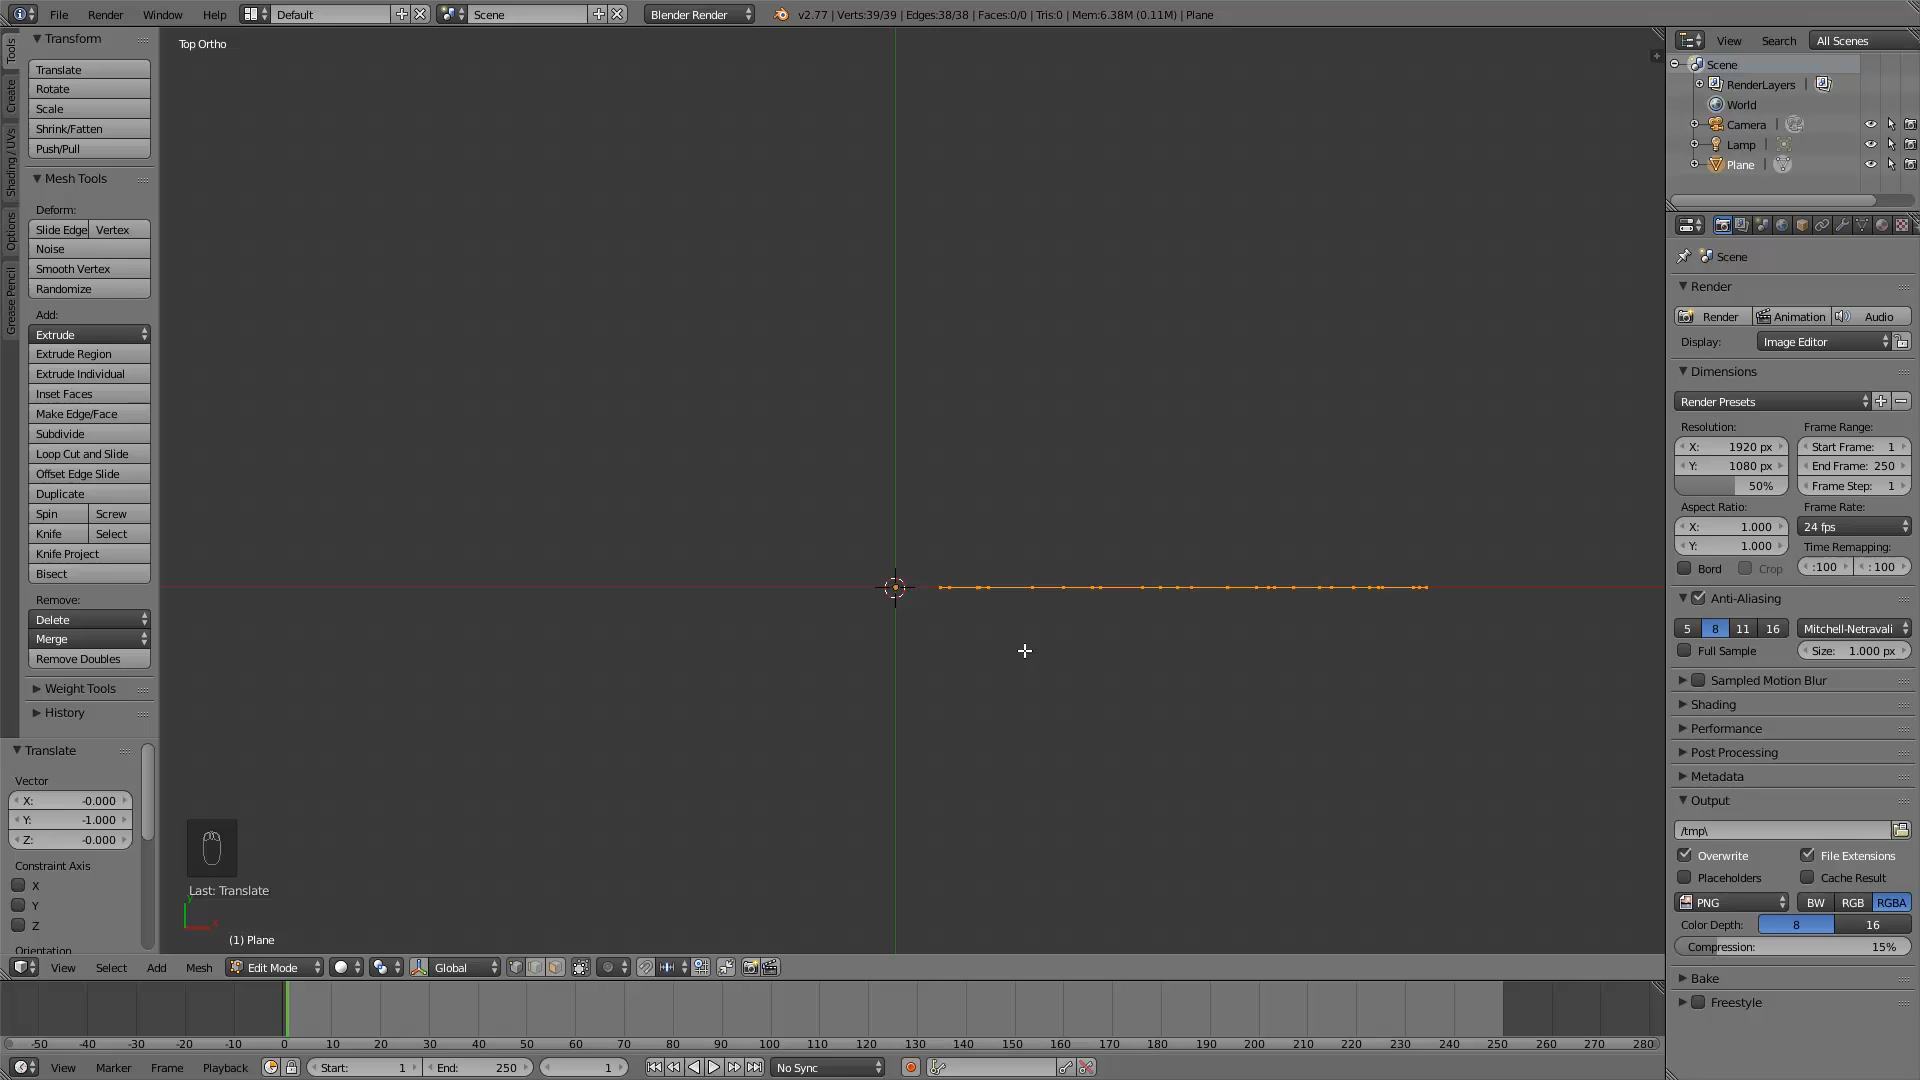 File Render Window Help Default Scene Blender Render v2.77 | Verts:39/39 | Edges:38/38 | Faces:0/0 | Tris:0 | Mem:6.38M (0.11M) | Plane
Tools
Create
Shading / UVs
Options
Grease Pencil
Transform
Translate
Rotate
Scale
Shrink/Fatten
Push/Pull
Mesh Tools
Deform:
Slide Edge Vertex
Noise
Smooth Vertex
Randomize
Add:
Extrude
Extrude Region
Extrude Individual
Inset Faces
Make Edge/Face
Subdivide
Loop Cut and Slide
Offset Edge Slide
Duplicate
Spin Screw
Knife Select
Knife Project
Bisect
Remove:
Delete
Merge
Remove Doubles
Weight Tools
History
Translate
Vector
X: -0.000
Y: -1.000
Z: -0.000
Constraint Axis
X
Y
Z
Orientation
Top Ortho
Last: Translate
y
x
(1) Plane
View Select Add Mesh Edit Mode Global
-50 -40 -30 -20 -10 0 10 20 30 40 50 60 70 80 90 100 110 120 130 140 150 160 170 180 190 200 210 220 230 240 250 260 270 280
View Marker Frame Playback Start: 1 End: 250 1 No Sync
View Search All Scenes
Scene
RenderLayers |
World
Camera |
Lamp |
Plane |
Scene
Render
Render Animation Audio
Display: Image Editor
Dimensions
Render Presets
Resolution: Frame Range:
X: 1920 px Start Frame: 1
Y: 1080 px End Frame: 250
50% Frame Step: 1
Aspect Ratio: Frame Rate:
X: 1.000 24 fps
Y: 1.000 Time Remapping:
Bord Crop :100 : 100
Anti-Aliasing
5 8 11 16 Mitchell-Netravali
Full Sample Size: 1.000 px
Sampled Motion Blur
Shading
Performance
Post Processing
Metadata
Output
/tmp\
Overwrite File Extensions
Placeholders Cache Result
PNG BW RGB RGBA
Color Depth: 8 16
Compression: 15%
Bake
Freestyle